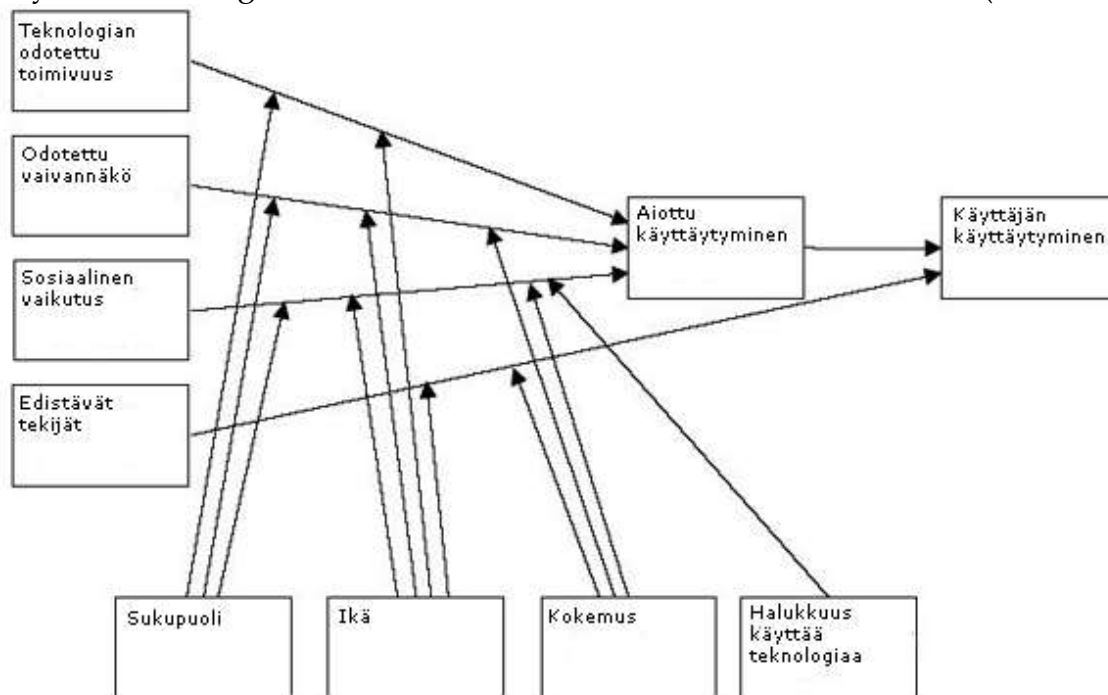 Teknologian
odotettu
toimivuus
Odotettu
vaivannäkö
Sosiaalinen
vaikutus
Edistävät
tekijät
Aiottu
käyttäytyminen
Käyttäjän
käyttäytyminen
Sukupuoli
Ikä
Kokemus
Halukkuus
käyttää
teknologiaa